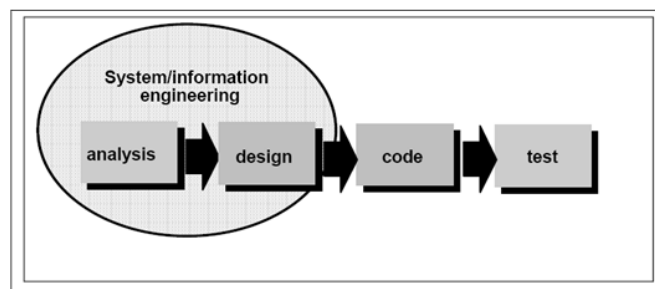 System/information
engineering
analysis
design
code
test